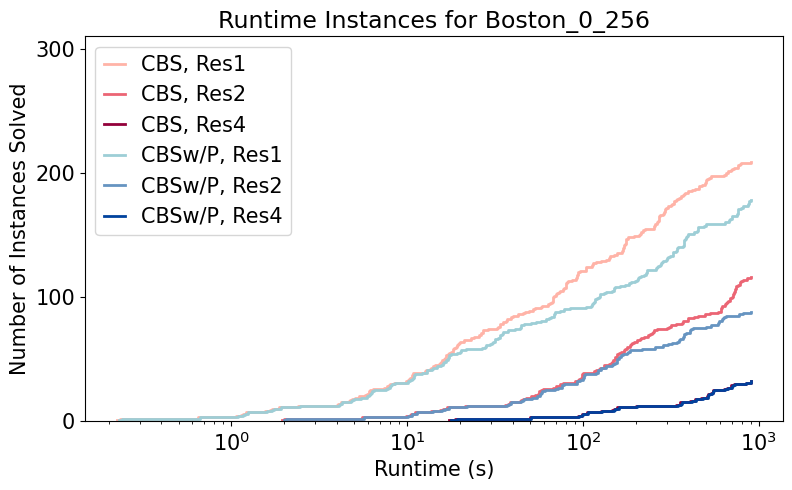 Runtime Instances for Boston_0_256
Number of Instances Solved
300
200
100
0
CBS, Res1
CBS, Res2
CBS, Res4
CBSw/P, Res1
CBSw/P, Res2
CBSw/P, Res4
10⁰ 10¹ 10² 10³
Runtime (s)